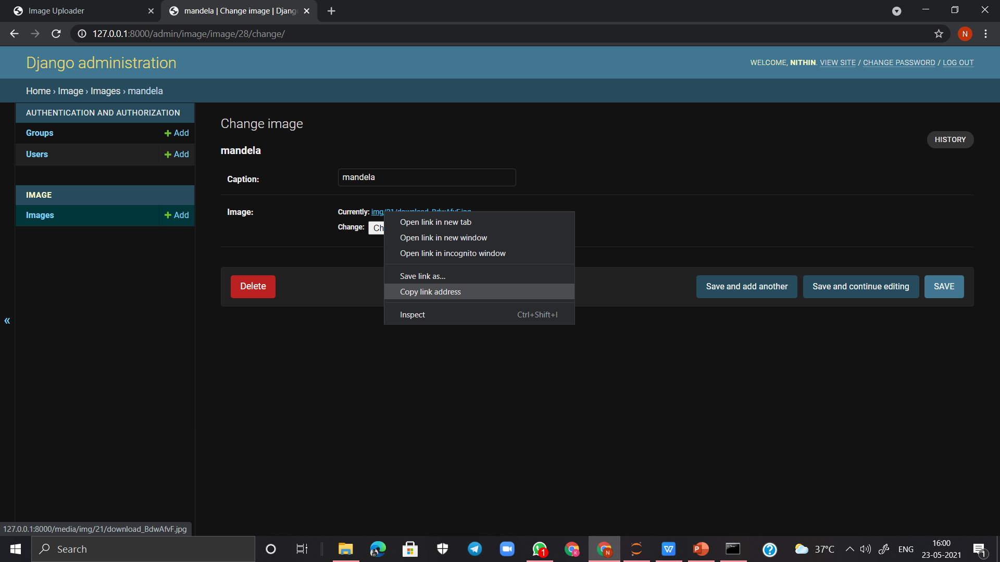 Image Uploader
mandela | Change image | Djang
127.0.0.1:8000/admin/image/image/28/change/
N
Django administration
WELCOME, NITHIN. VIEW SITE / CHANGE PASSWORD / LOG OUT
Home › Image › Images › mandela
AUTHENTICATION AND AUTHORIZATION
Groups + Add
Users + Add
IMAGE
Images + Add
«
Change image
HISTORY
mandela
Caption: mandela
Image: Currently: img/21/download_BdwAfvF.jpg
Change: Ch
Open link in new tab
Open link in new window
Open link in incognito window
Save link as...
Copy link address
Inspect Ctrl+Shift+I
Delete
Save and add another
Save and continue editing
SAVE
127.0.0.1:8000/media/img/21/download_BdwAfvF.jpg
Search
1
K
N
W
P
?
37°C
ENG
16:00
23-05-2021
1